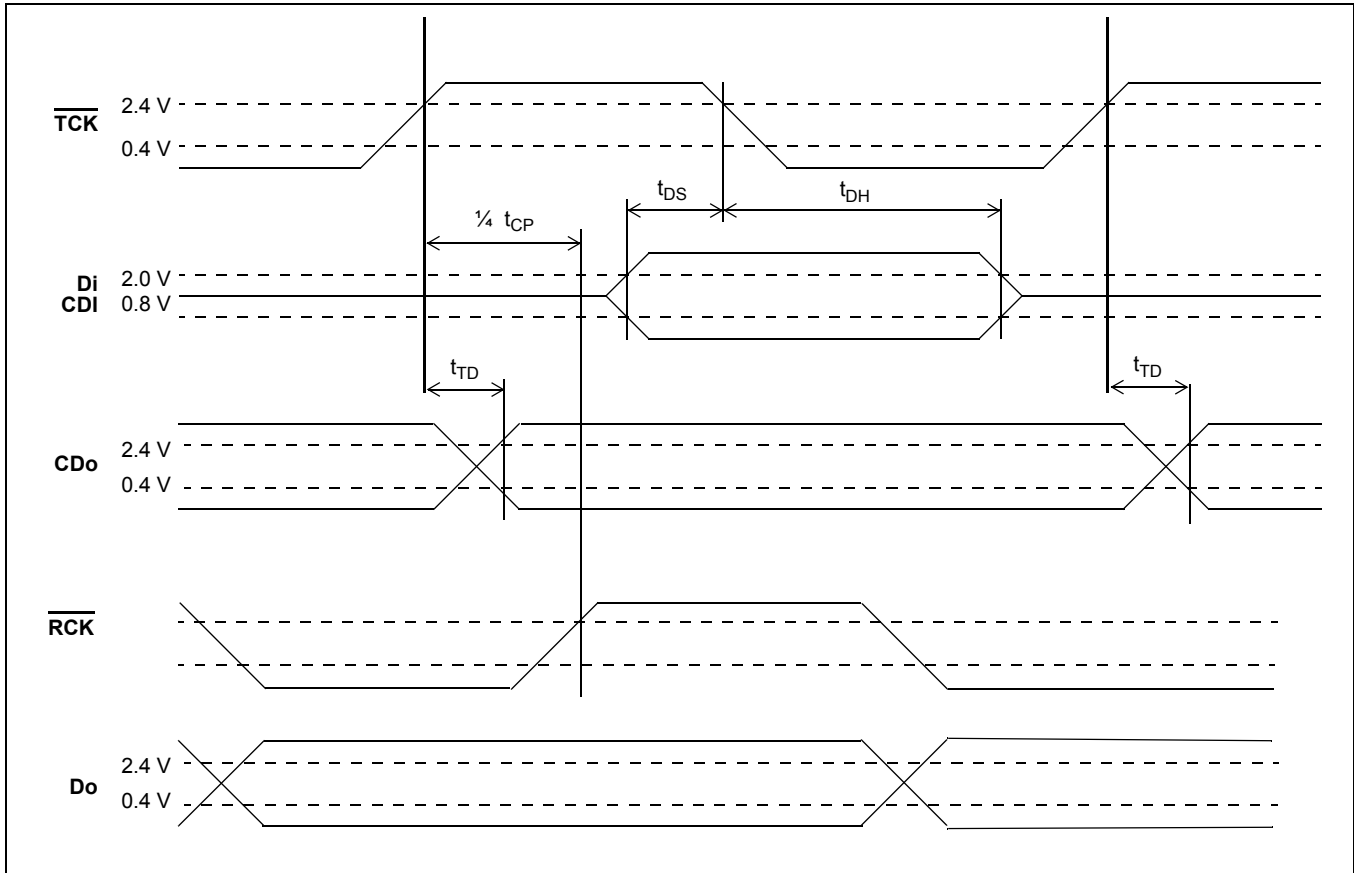 TCK
2.4 V
0.4 V
tDS
tDH
¼ tCP
Di
CDI
2.0 V
0.8 V
tTD
tTD
CDo
2.4 V
0.4 V
RCK
Do
2.4 V
0.4 V